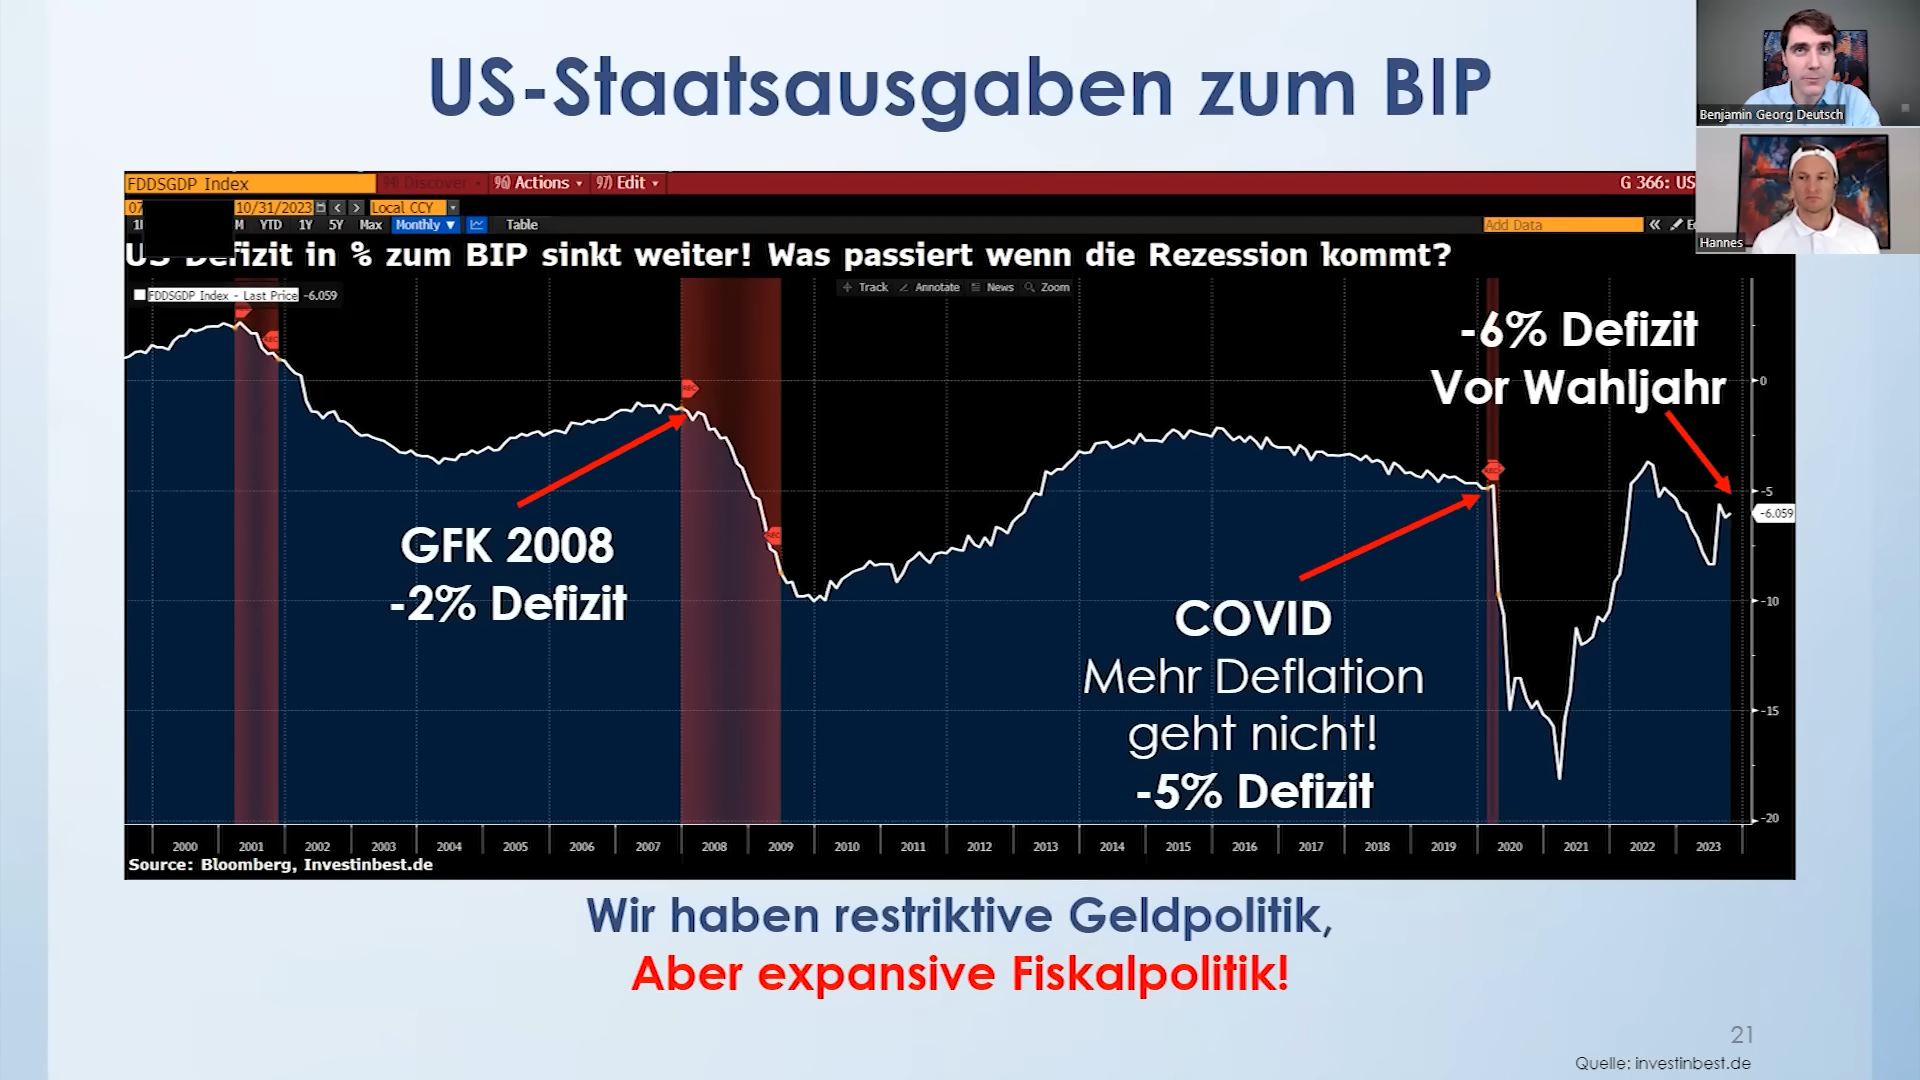 US-Staatsausgaben zum BIP
Benjamin Georg Deutsch
Hannes
FDDSGDP Index
96) Actions
97) Edit
G 366: US
07
10/31/2023
Local CCY
M YTD 1Y 5Y Max Monthly ▼ Table
Add Data
US Defizit in % zum BIP sinkt weiter! Was passiert wenn die Rezession kommt?
FDDSGDP Index - Last Price -6.059
Track Annotate News Zoom
-6% Defizit
Vor Wahljahr
GFK 2008
-2% Defizit
COVID
Mehr Deflation
geht nicht!
-5% Defizit
0
-5
-6.059
-10
-15
-20
2000 2001 2002 2003 2004 2005 2006 2007 2008 2009 2010 2011 2012 2013 2014 2015 2016 2017 2018 2019 2020 2021 2022 2023
Source: Bloomberg, Investinbest.de
Wir haben restriktive Geldpolitik,
Aber expansive Fiskalpolitik!
21
Quelle: investinbest.de